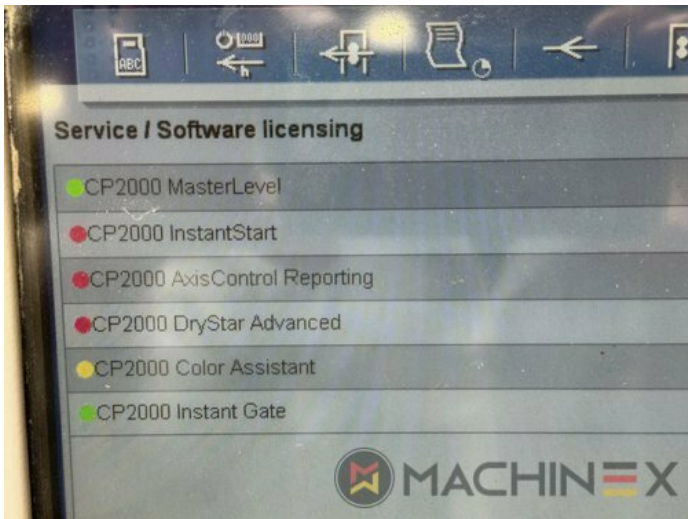 ABC
000
h
Service / Software licensing
CP2000 MasterLevel
CP2000 InstantStart
CP2000 AxisControl Reporting
CP2000 DryStar Advanced
CP2000 Color Assistant
CP2000 Instant Gate
MACHINEX